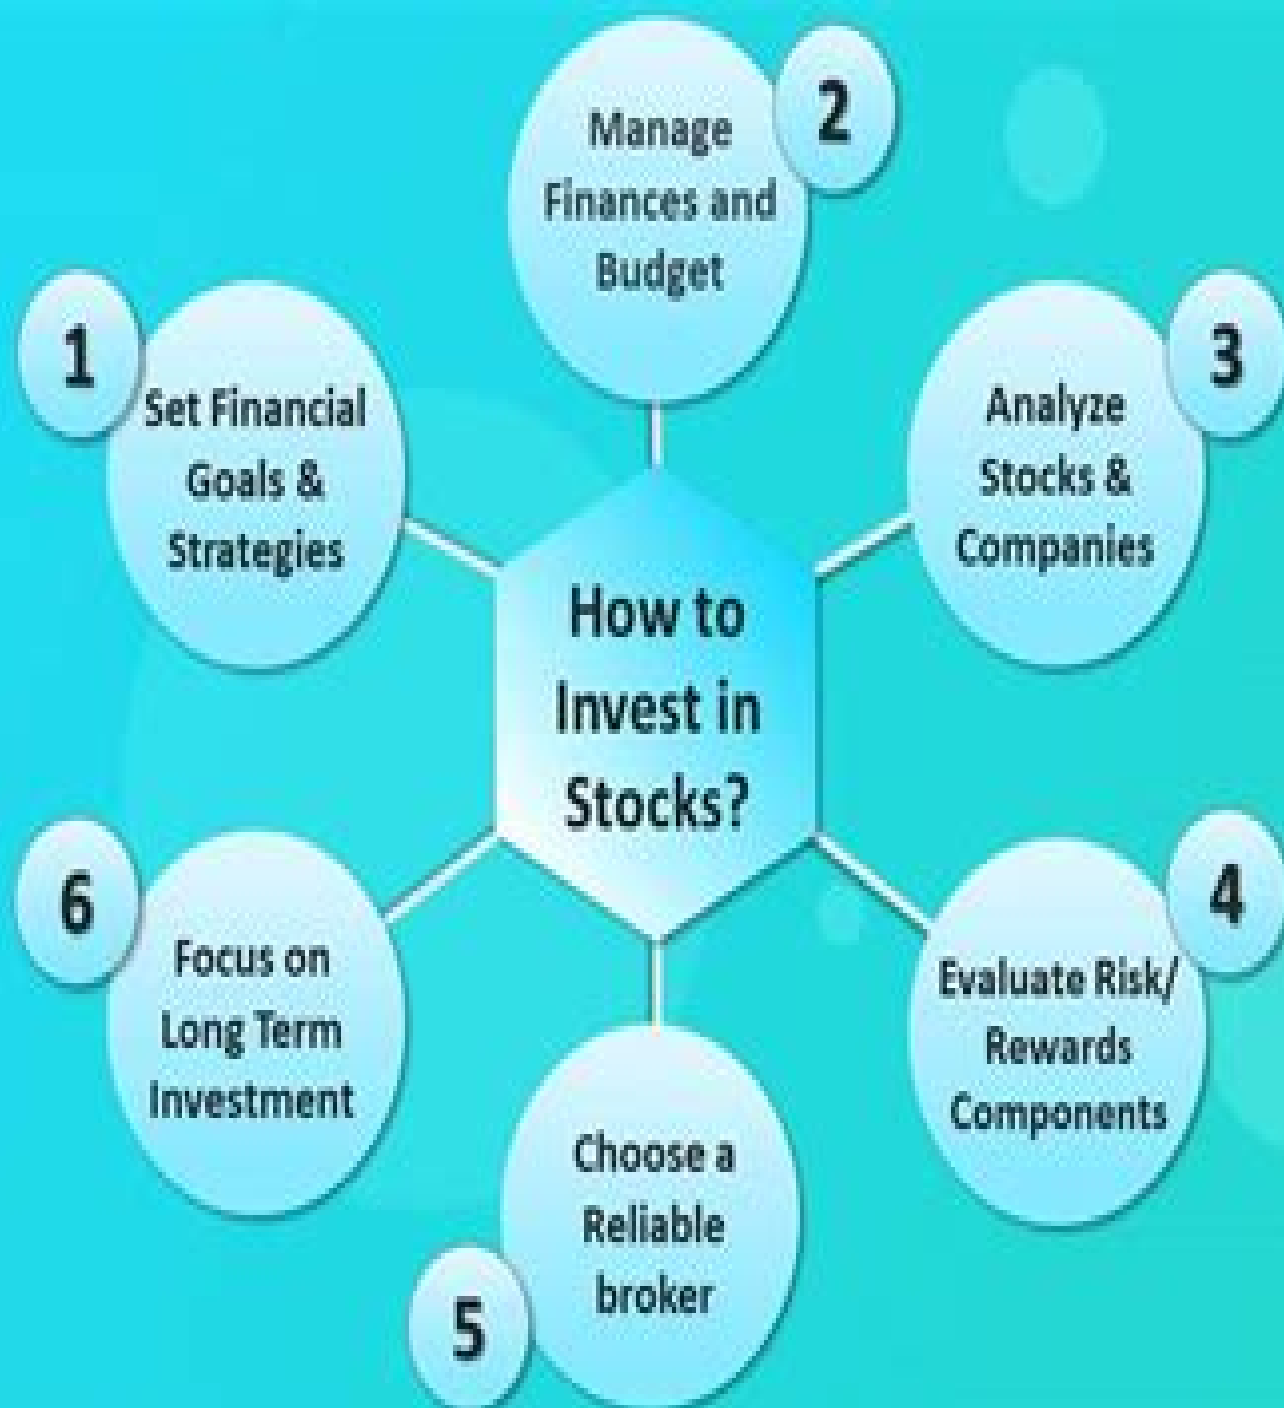 How to
Invest in
Stocks?
1
Set Financial
Goals &
Strategies
2
Manage
Finances and
Budget
3
Analyze
Stocks &
Companies
4
Evaluate Risk/
Rewards
Components
5
Choose a
Reliable
broker
6
Focus on
Long Term
Investment